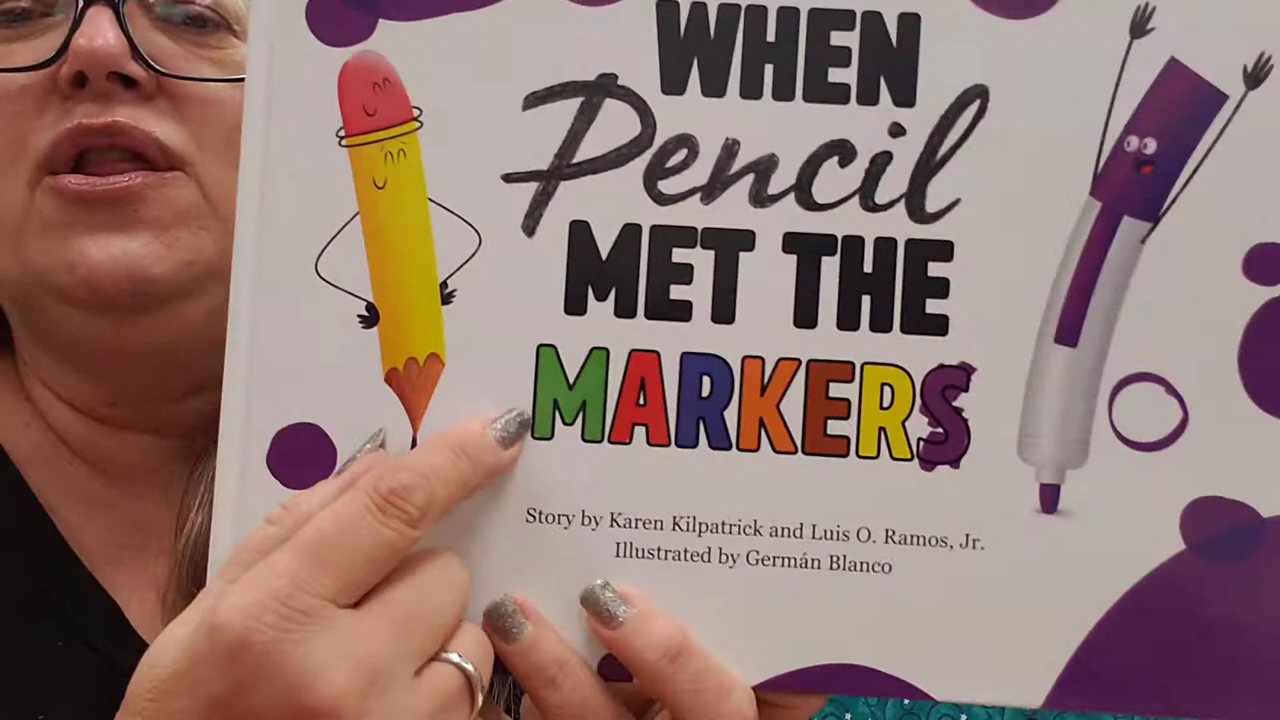 WHEN
Pencil
MET THE
MARKERS
Story by Karen Kilpatrick and Luis O. Ramos, Jr.
Illustrated by Germán Blanco